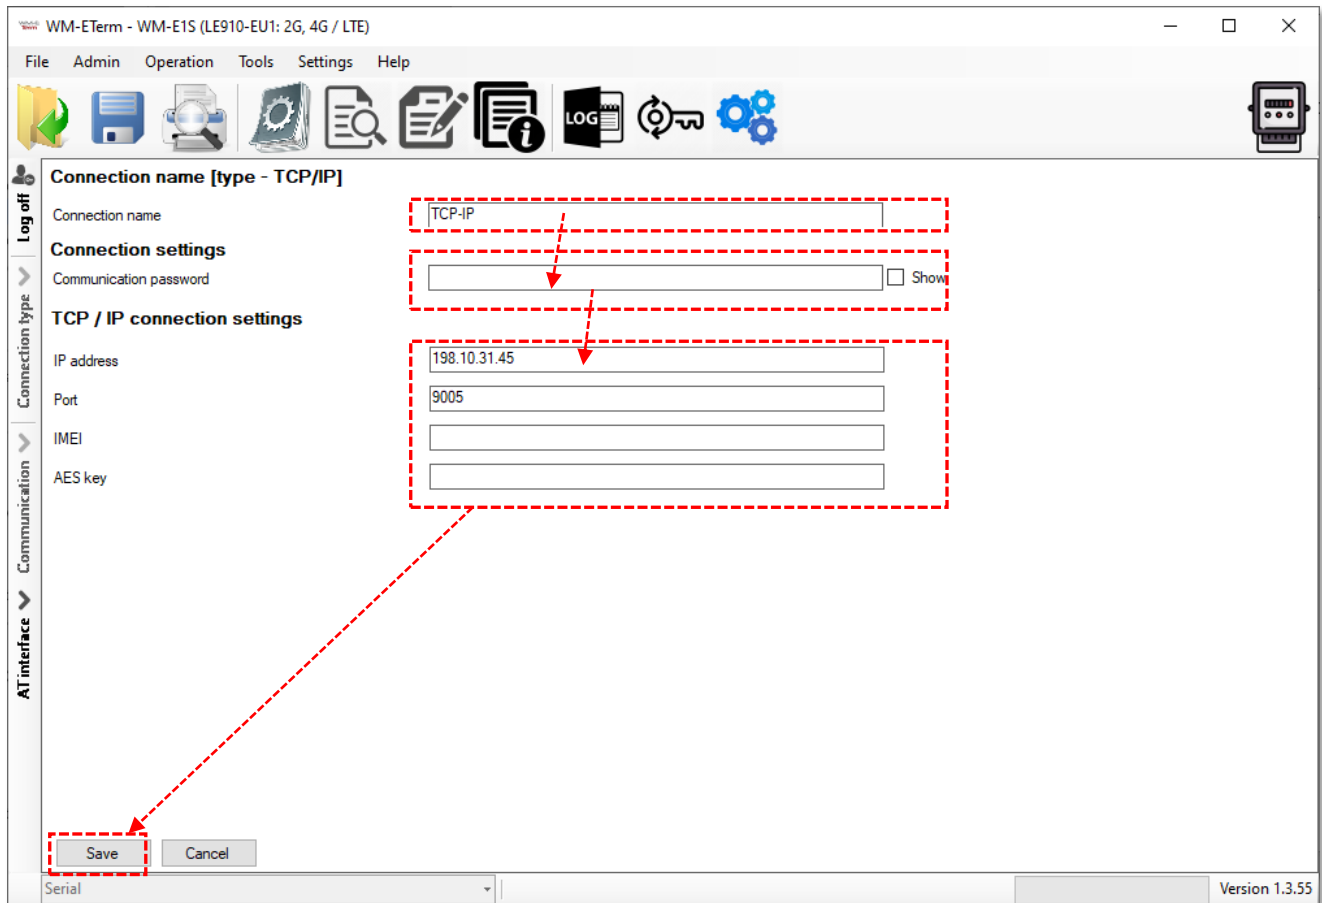 WM-ETerm - WM-E1S (LE910-EU1: 2G, 4G / LTE)
File Admin Operation Tools Settings Help
LOG
Log off
Connection type
Communication
AT interface
Connection name [type - TCP/IP]
Connection name TCP-IP
Connection settings
Communication password Show
TCP / IP connection settings
IP address 198.10.31.45
Port 9005
IMEI
AES key
Save Cancel
Serial Version 1.3.55